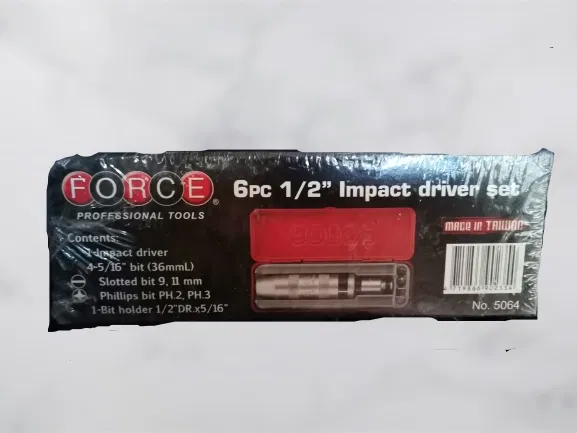 FORCE®
PROFESSIONAL TOOLS
6PC 1/2” Impact driver set
Contents:
1-Impact driver
4-5/16” bit (36mmL)
Slotted bit 9, 11 mm
Phillips bit PH.2, PH.3
1-Bit holder 1/2”DR.x5/16”
FORCE
MADE IN TAIWAN
No. 5064